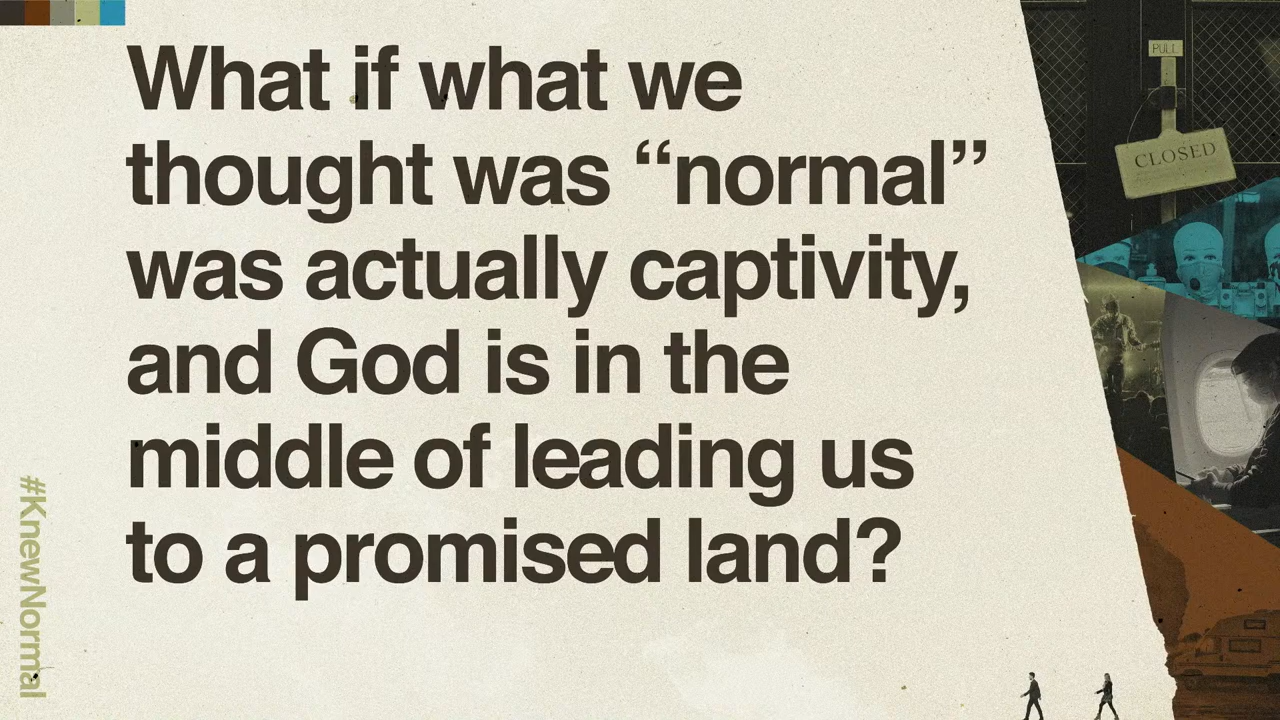 What if what we
thought was “normal”
was actually captivity,
and God is in the
middle of leading us
to a promised land?
#KnewNormal
PULL
CLOSED